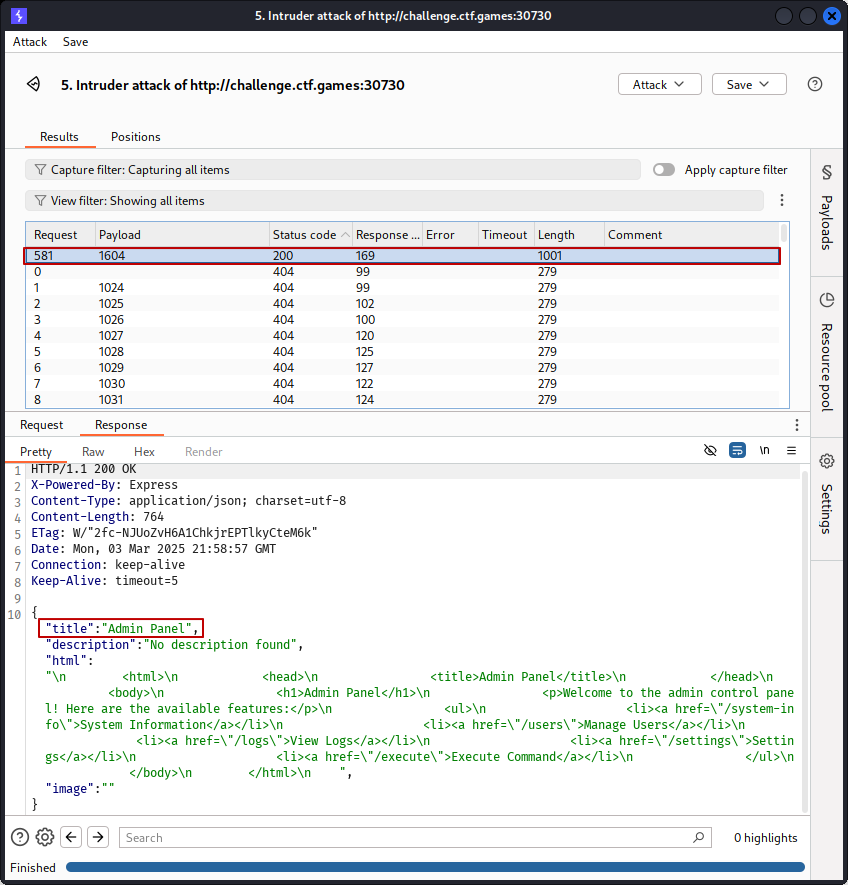 5. Intruder attack of http://challenge.ctf.games:30730
Attack Save
5. Intruder attack of http://challenge.ctf.games:30730
Attack Save
Results Positions
Capture filter: Capturing all items
Apply capture filter
View filter: Showing all items
Request Payload Status code Response ... Error Timeout Length Comment
581 1604 200 169 1001
0 404 99 279
1 1024 404 99 279
2 1025 404 102 279
3 1026 404 100 279
4 1027 404 120 279
5 1028 404 125 279
6 1029 404 127 279
7 1030 404 122 279
8 1031 404 124 279
Payloads
Resource pool
Settings
Request Response
Pretty Raw Hex Render
\n
1 HTTP/1.1 200 OK
2 X-Powered-By: Express
3 Content-Type: application/json; charset=utf-8
4 Content-Length: 764
5 ETag: W/"2fc-NJUoZvH6A1ChkjrEPTlkyCteM6k"
6 Date: Mon, 03 Mar 2025 21:58:57 GMT
7 Connection: keep-alive
8 Keep-Alive: timeout=5
9
10 {
"title":"Admin Panel",
"description":"No description found",
"html":
"\n        <html>\n            <head>\n                <title>Admin Panel</title>\n            </head>\n
<body>\n                <h1>Admin Panel</h1>\n                <p>Welcome to the admin control pane
l! Here are the available features:</p>\n                <ul>\n                    <li><a href=\"/system-in
fo\">System Information</a></li>\n                    <li><a href=\"/users\">Manage Users</a></li>\n
<li><a href=\"/logs\">View Logs</a></li>\n                    <li><a href=\"/settings\">Settin
gs</a></li>\n                    <li><a href=\"/execute\">Execute Command</a></li>\n                </ul>\n
</body>\n        </html>\n    ",
"image":""
}
Search
0 highlights
Finished